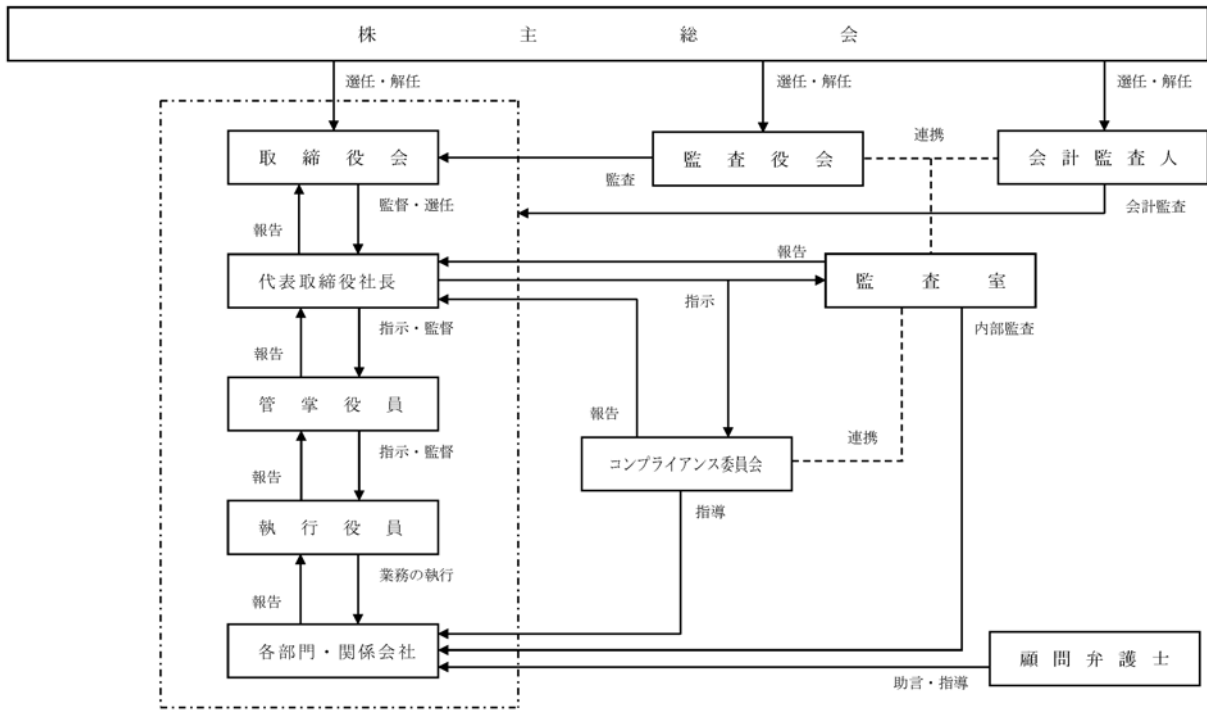 株主総会
選任・解任
選任・解任
選任・解任
取締役会
監査役会
連携
会計監査人
監査
監督・選任
会計監査
報告
報告
代表取締役社長
監査室
指示
指示・監督
内部監査
報告
管掌役員
報告
連携
指示・監督
コンプライアンス委員会
報告
指導
執行役員
業務の執行
報告
各部門・関係会社
顧問弁護士
助言・指導